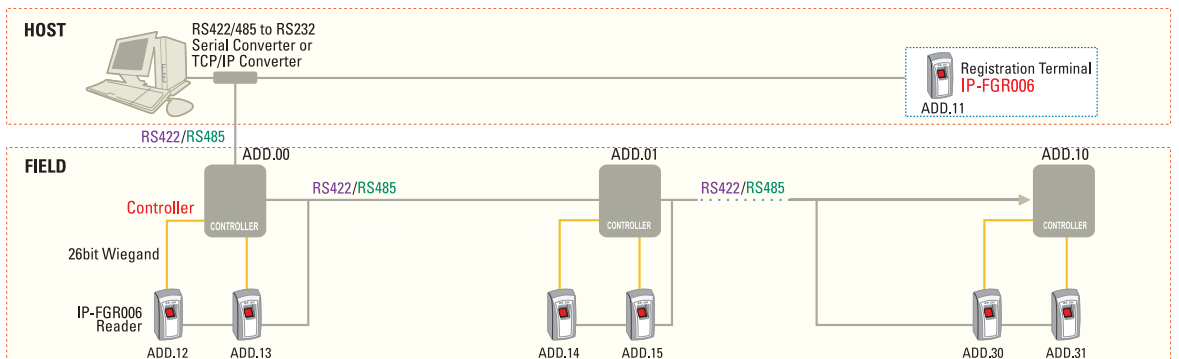 HOST
RS422/485 to RS232
Serial Converter or
TCP/IP Converter
Registration Terminal
IP-FGR006
ADD.11
RS422/RS485
FIELD
ADD.00
ADD.01
ADD.10
RS422/RS485
RS422/RS485
Controller
CONTROLLER
CONTROLLER
CONTROLLER
26bit Wiegand
IP-FGR006
Reader
ADD.12
ADD.13
ADD.14
ADD.15
ADD.30
ADD.31